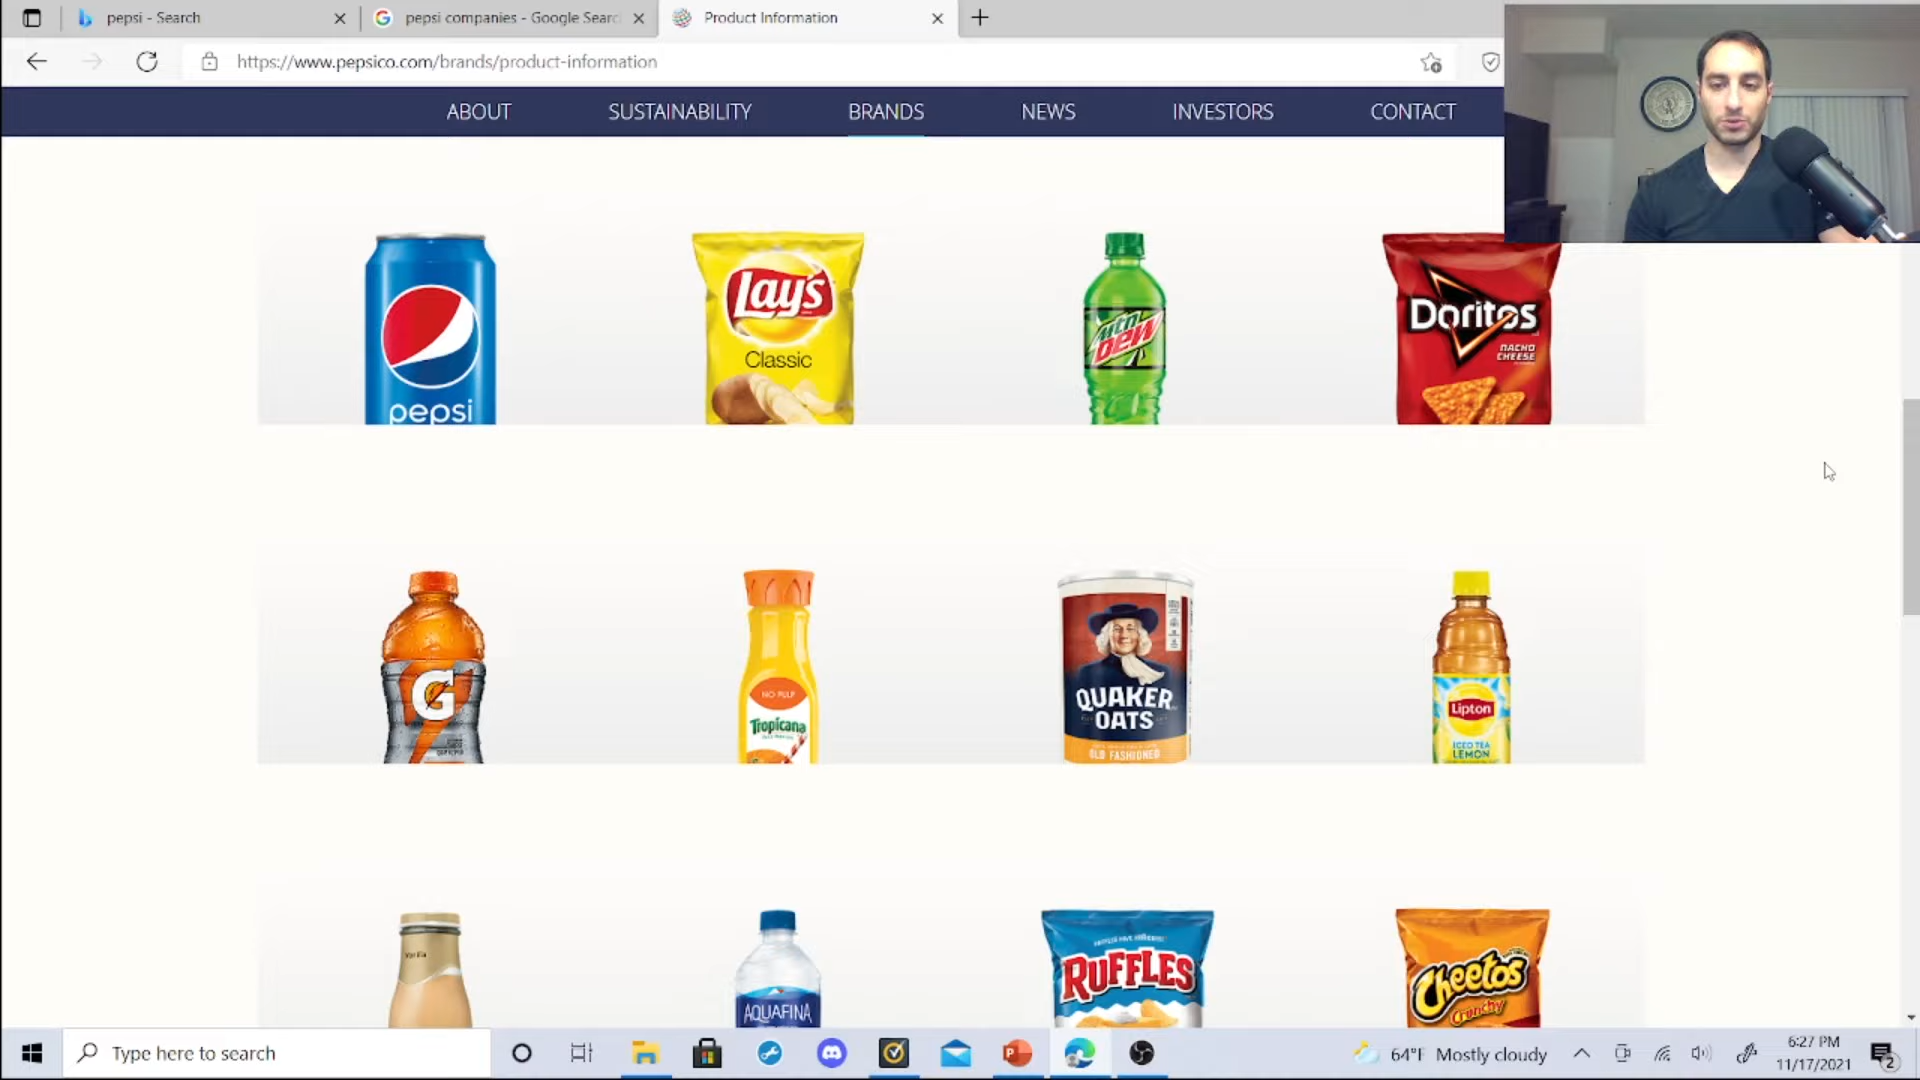 pepsi - Search
pepsi companies - Google Searc
Product Information
https://www.pepsico.com/brands/product-information
ABOUT
SUSTAINABILITY
BRANDS
NEWS
INVESTORS
CONTACT
pepsi
Lay's
Classic
mtn
DEW
Doritos
NACHO
CHEESE
G
NO PULP
Tropicana
QUAKER
OATS
OLD FASHIONED
Lipton
ICED TEA
LEMON
AQUAFINA
RUFFLES
Cheetos
Crunchy
Type here to search
64°F Mostly cloudy
6:27 PM
11/17/2021
2